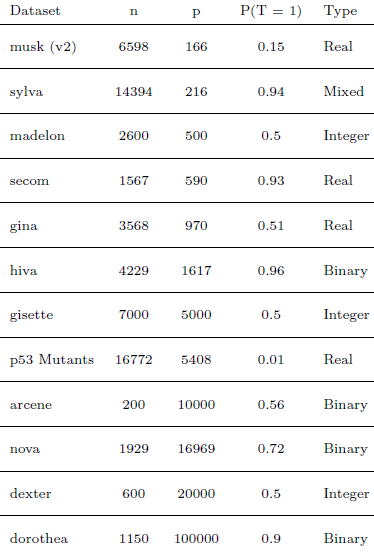 Dataset n p P(T = 1) Type
musk (v2) 6598 166 0.15 Real
sylva 14394 216 0.94 Mixed
madelon 2600 500 0.5 Integer
secom 1567 590 0.93 Real
gina 3568 970 0.51 Real
hiva 4229 1617 0.96 Binary
gisette 7000 5000 0.5 Integer
p53 Mutants 16772 5408 0.01 Real
arcene 200 10000 0.56 Binary
nova 1929 16969 0.72 Binary
dexter 600 20000 0.5 Integer
dorothea 1150 100000 0.9 Binary